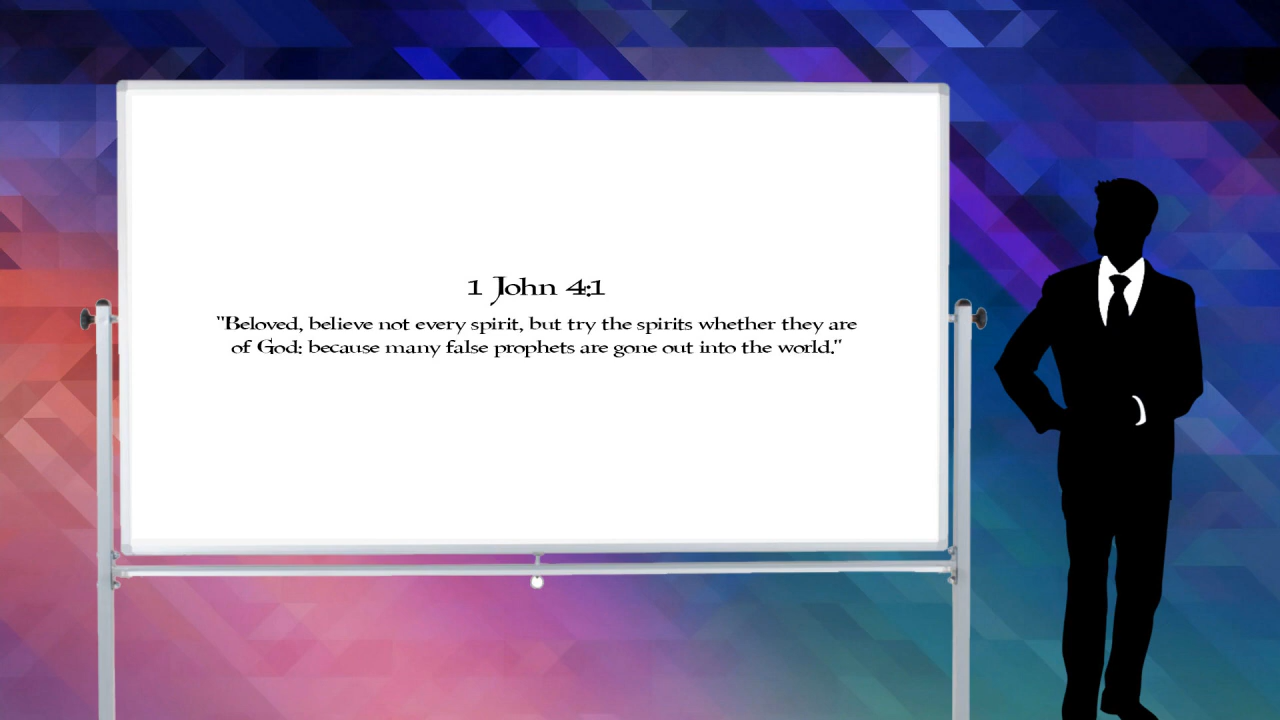 1 John 4:1
"Beloved, believe not every spirit, but try the spirits whether they are
of God: because many false prophets are gone out into the world."